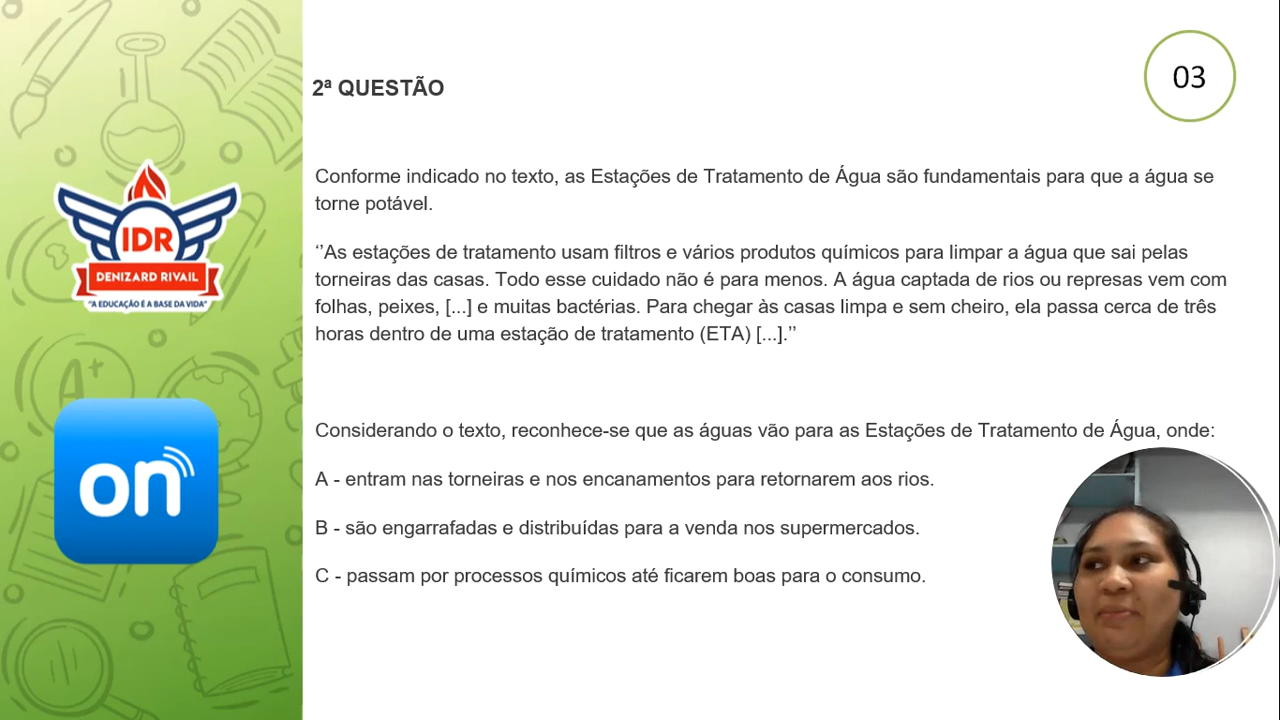 03
2ª QUESTÃO
Conforme indicado no texto, as Estações de Tratamento de Água são fundamentais para que a água se
torne potável.
‘’As estações de tratamento usam filtros e vários produtos químicos para limpar a água que sai pelas
torneiras das casas. Todo esse cuidado não é para menos. A água captada de rios ou represas vem com
folhas, peixes, [...] e muitas bactérias. Para chegar às casas limpa e sem cheiro, ela passa cerca de três
horas dentro de uma estação de tratamento (ETA) [...].’’
Considerando o texto, reconhece-se que as águas vão para as Estações de Tratamento de Água, onde:
A - entram nas torneiras e nos encanamentos para retornarem aos rios.
B - são engarrafadas e distribuídas para a venda nos supermercados.
C - passam por processos químicos até ficarem boas para o consumo.
IDR
DENIZARD RIVAIL
"A EDUCAÇÃO É A BASE DA VIDA"
on
A+